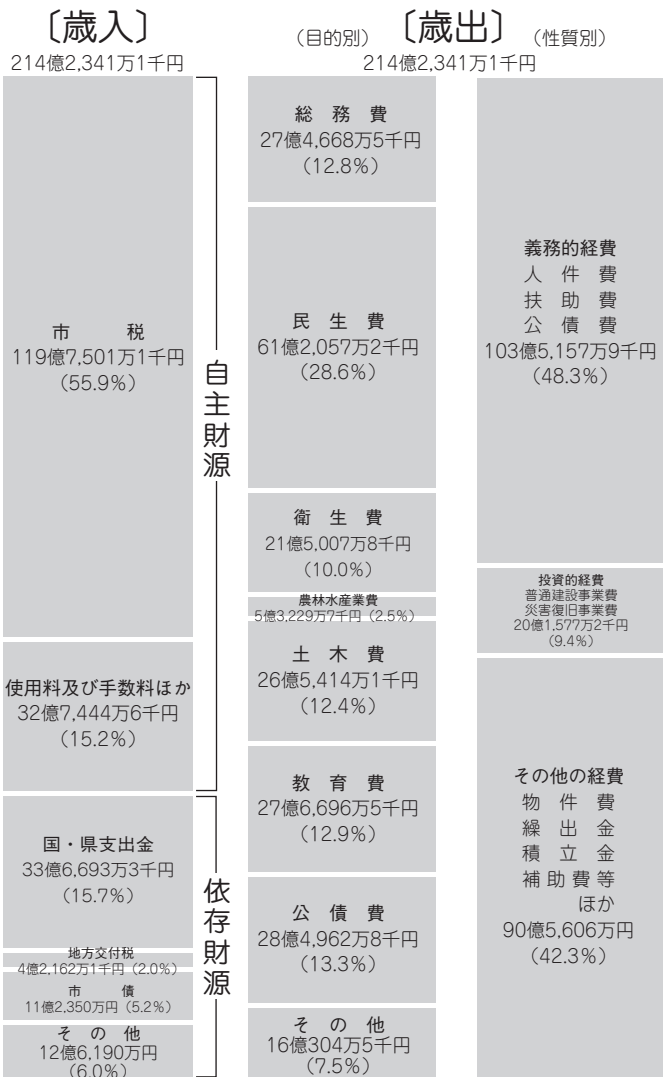 〔歳入〕
214億2,341万1千円
市 税
119億7,501万1千円
(55.9%)
使用料及び手数料ほか
32億7,444万6千円
(15.2%)
自主財源
国・県支出金
33億6,693万3千円
(15.7%)
地方交付税
4億2,162万1千円 (2.0%)
市 債
11億2,350万円 (5.2%)
そ の 他
12億6,190万円
(6.0%)
依存財源
(目的別) 〔歳出〕 (性質別)
214億2,341万1千円
総 務 費
27億4,668万5千円
(12.8%)
民 生 費
61億2,057万2千円
(28.6%)
衛 生 費
21億5,007万8千円
(10.0%)
農林水産業費
5億3,229万7千円 (2.5%)
土 木 費
26億5,414万1千円
(12.4%)
教 育 費
27億6,696万5千円
(12.9%)
公 債 費
28億4,962万8千円
(13.3%)
そ の 他
16億304万5千円
(7.5%)
義務的経費
人 件 費
扶 助 費
公 債 費
103億5,157万9千円
(48.3%)
投資的経費
普通建設事業費
災害復旧事業費
20億1,577万2千円
(9.4%)
その他の経費
物 件 費
繰 出 金
積 立 金
補 助 費 等
ほか
90億5,606万円
(42.3%)